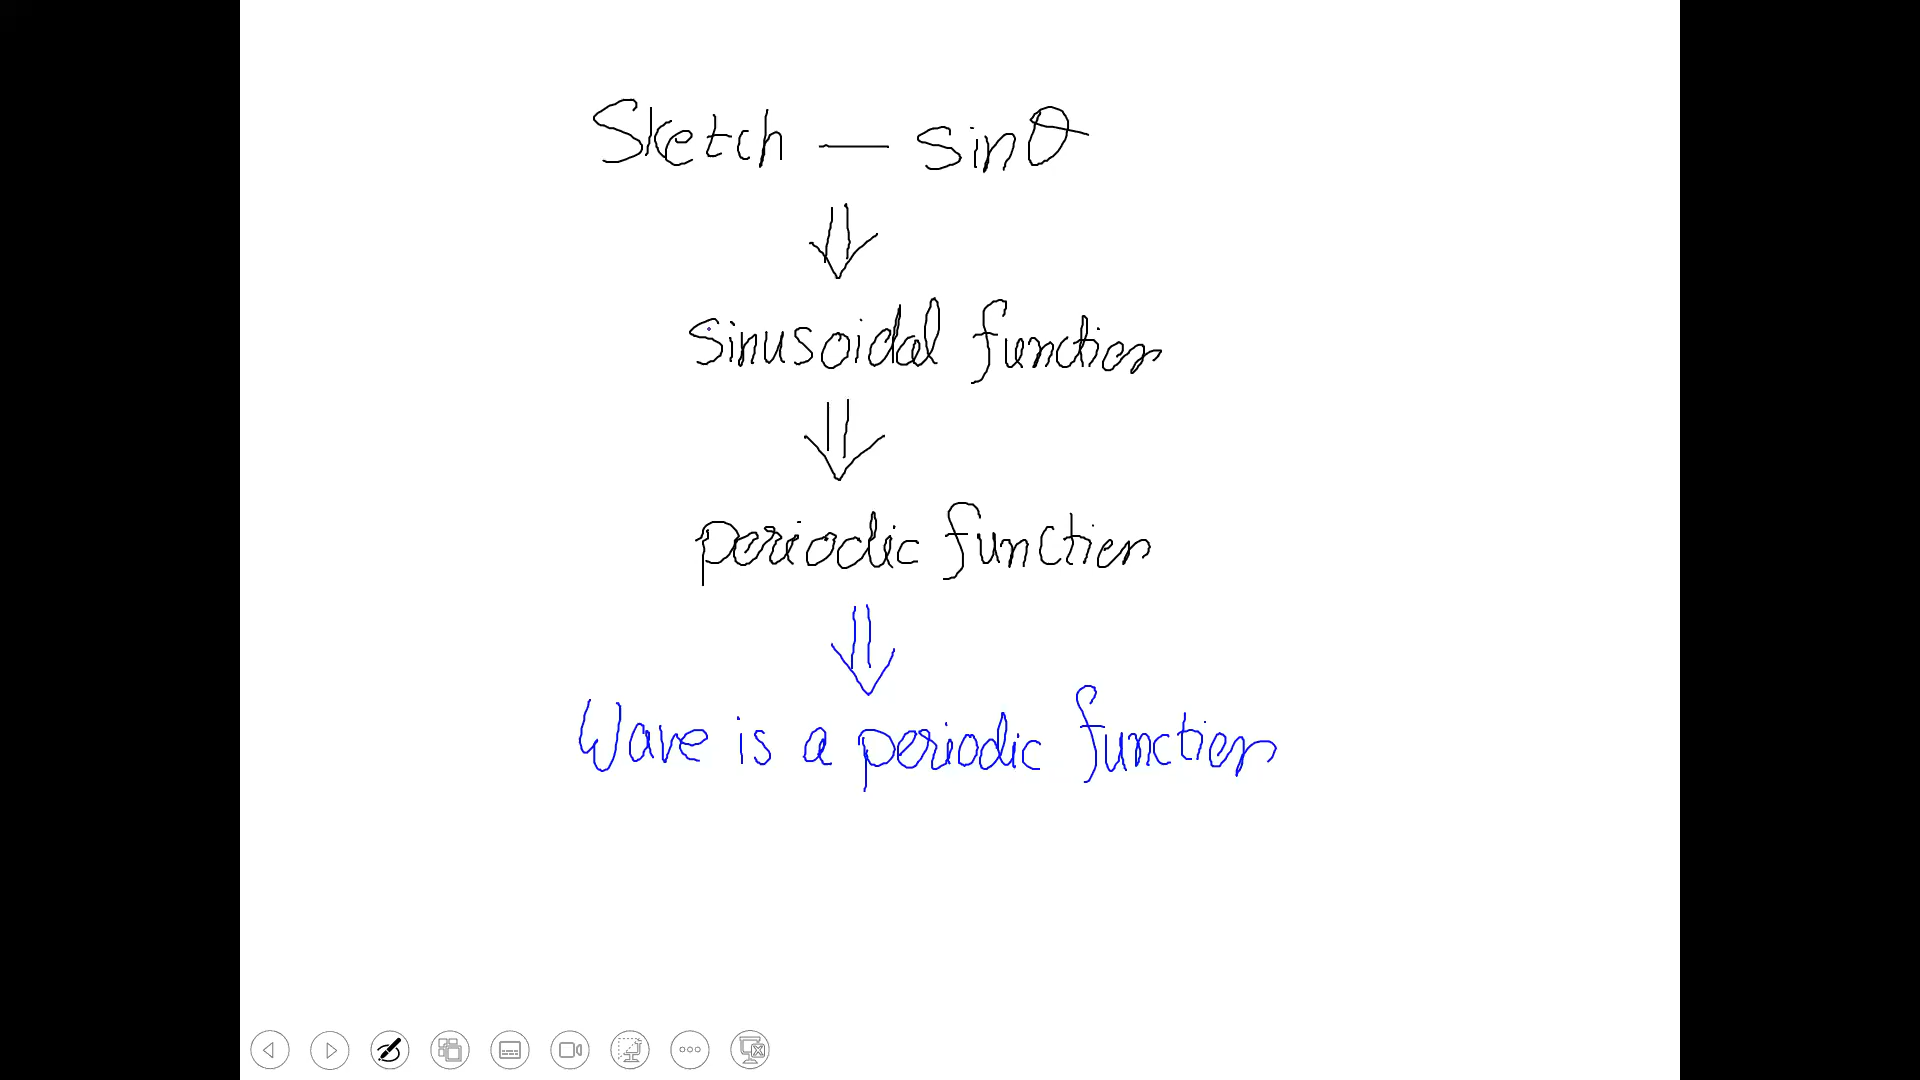 Sketch — sinθ
sinusoidal function
periodic function
Wave is a periodic function